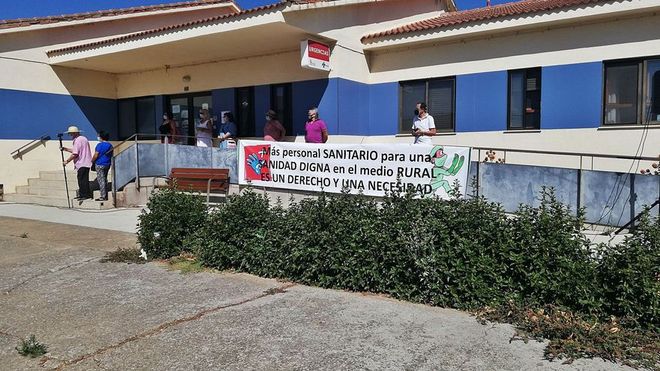 URGENCIAS
Más personal SANITARIO para una
SANIDAD DIGNA en el medio RURAL
ES UN DERECHO Y UNA NECESIDAD